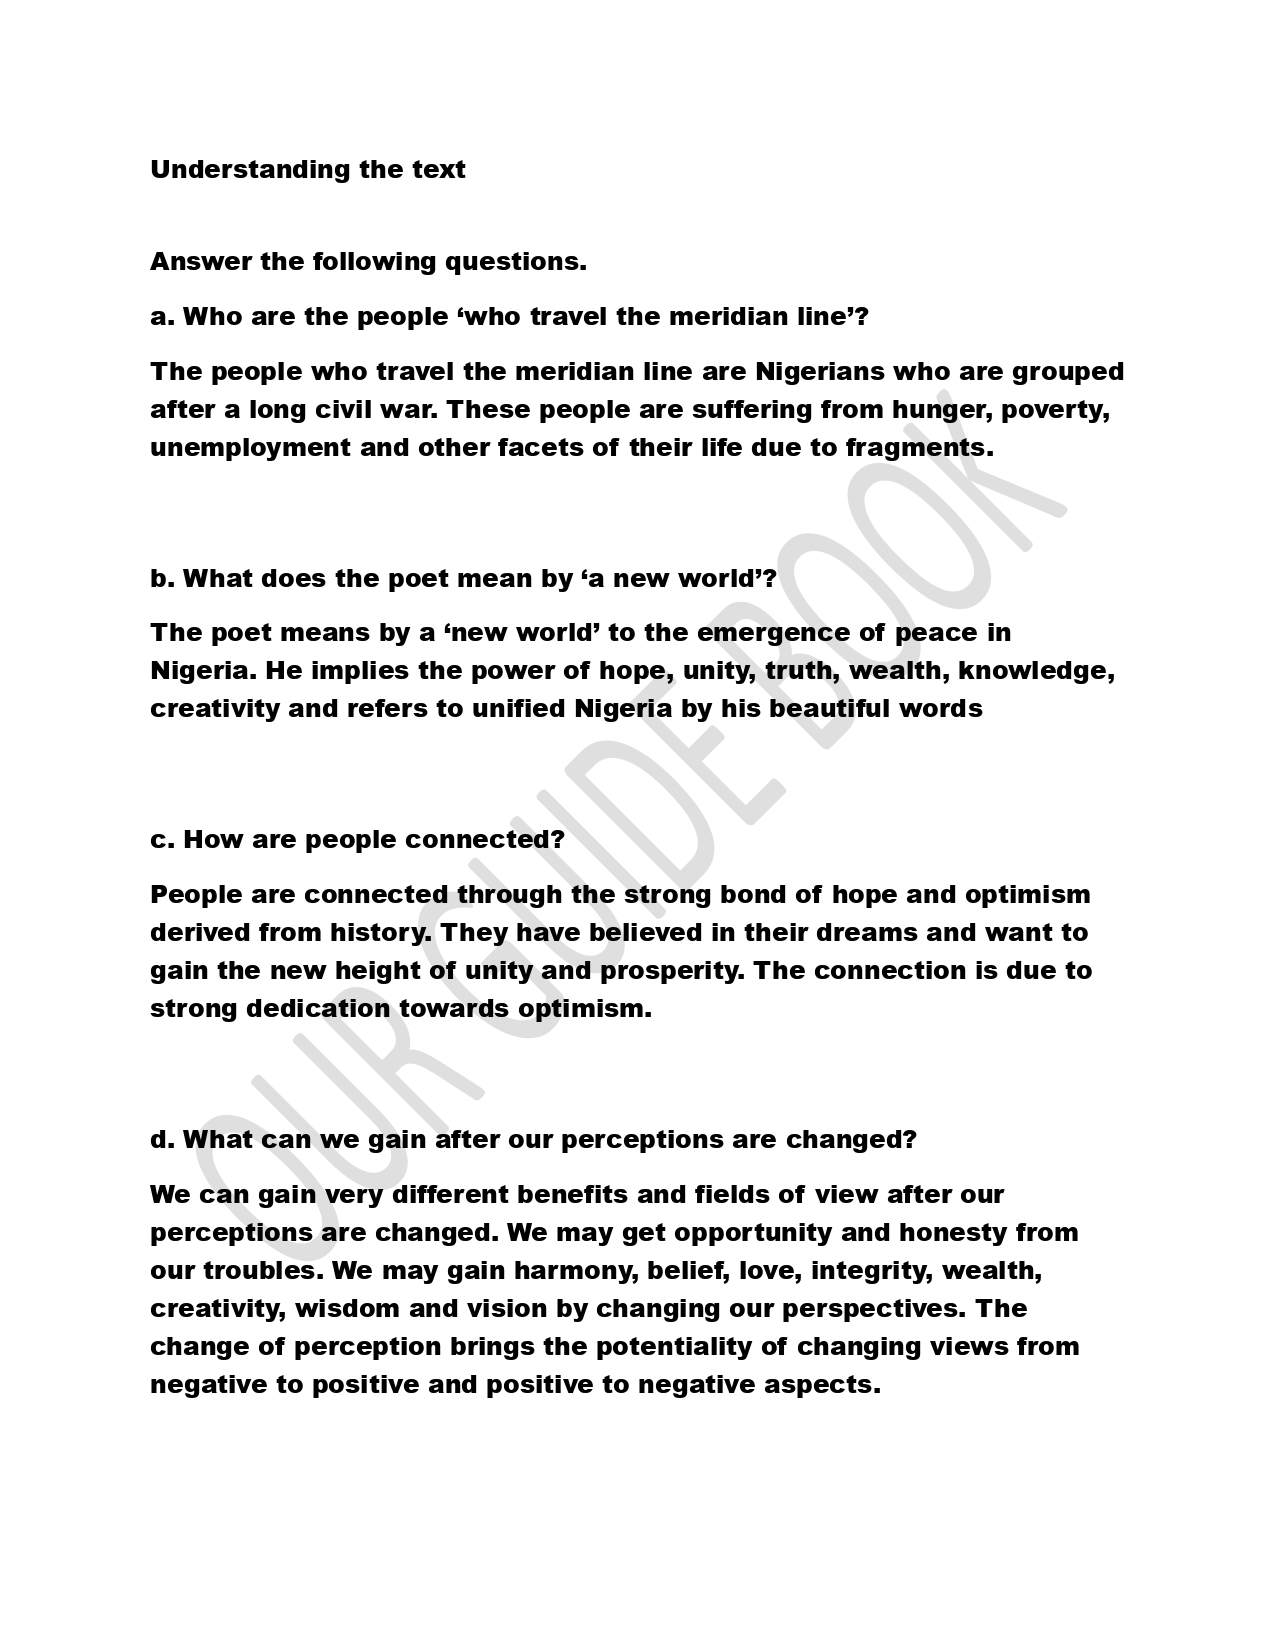 Understanding the text
Answer the following questions.
a. Who are the people ‘who travel the meridian line’?
The people who travel the meridian line are Nigerians who are grouped
after a long civil war. These people are suffering from hunger, poverty,
unemployment and other facets of their life due to fragments.
b. What does the poet mean by ‘a new world’?
The poet means by a ‘new world’ to the emergence of peace in
Nigeria. He implies the power of hope, unity, truth, wealth, knowledge,
creativity and refers to unified Nigeria by his beautiful words
c. How are people connected?
People are connected through the strong bond of hope and optimism
derived from history. They have believed in their dreams and want to
gain the new height of unity and prosperity. The connection is due to
strong dedication towards optimism.
d. What can we gain after our perceptions are changed?
We can gain very different benefits and fields of view after our
perceptions are changed. We may get opportunity and honesty from
our troubles. We may gain harmony, belief, love, integrity, wealth,
creativity, wisdom and vision by changing our perspectives. The
change of perception brings the potentiality of changing views from
negative to positive and positive to negative aspects.
OUR GUIDE BOOK